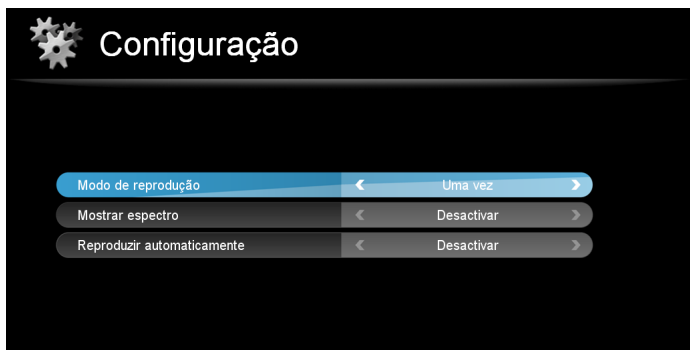 Configuração
Modo de reprodução Uma vez
Mostrar espectro Desactivar
Reproduzir automaticamente Desactivar